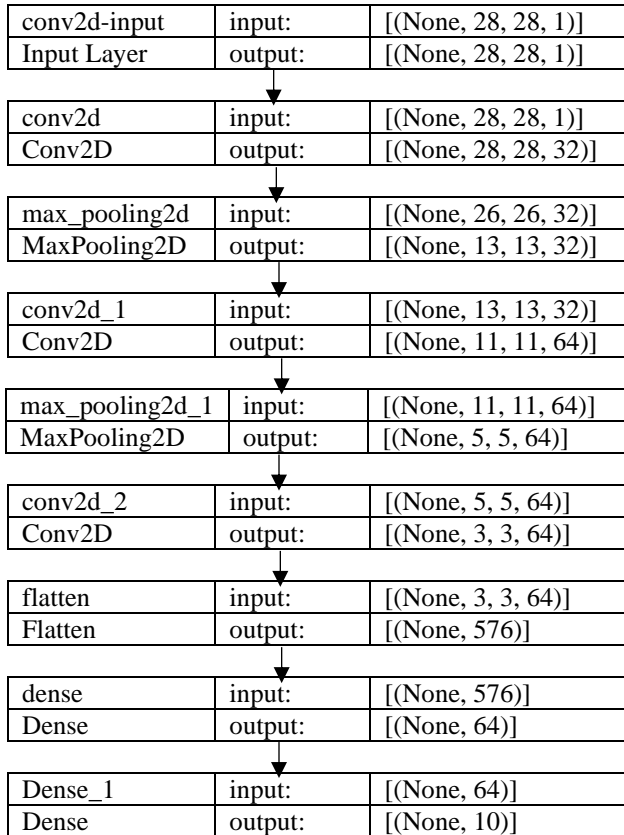 conv2d-input input: [(None, 28, 28, 1)]
Input Layer output: [(None, 28, 28, 1)]
conv2d input: [(None, 28, 28, 1)]
Conv2D output: [(None, 28, 28, 32)]
max_pooling2d input: [(None, 26, 26, 32)]
MaxPooling2D output: [(None, 13, 13, 32)]
conv2d_1 input: [(None, 13, 13, 32)]
Conv2D output: [(None, 11, 11, 64)]
max_pooling2d_1 input: [(None, 11, 11, 64)]
MaxPooling2D output: [(None, 5, 5, 64)]
conv2d_2 input: [(None, 5, 5, 64)]
Conv2D output: [(None, 3, 3, 64)]
flatten input: [(None, 3, 3, 64)]
Flatten output: [(None, 576)]
dense input: [(None, 576)]
Dense output: [(None, 64)]
Dense_1 input: [(None, 64)]
Dense output: [(None, 10)]